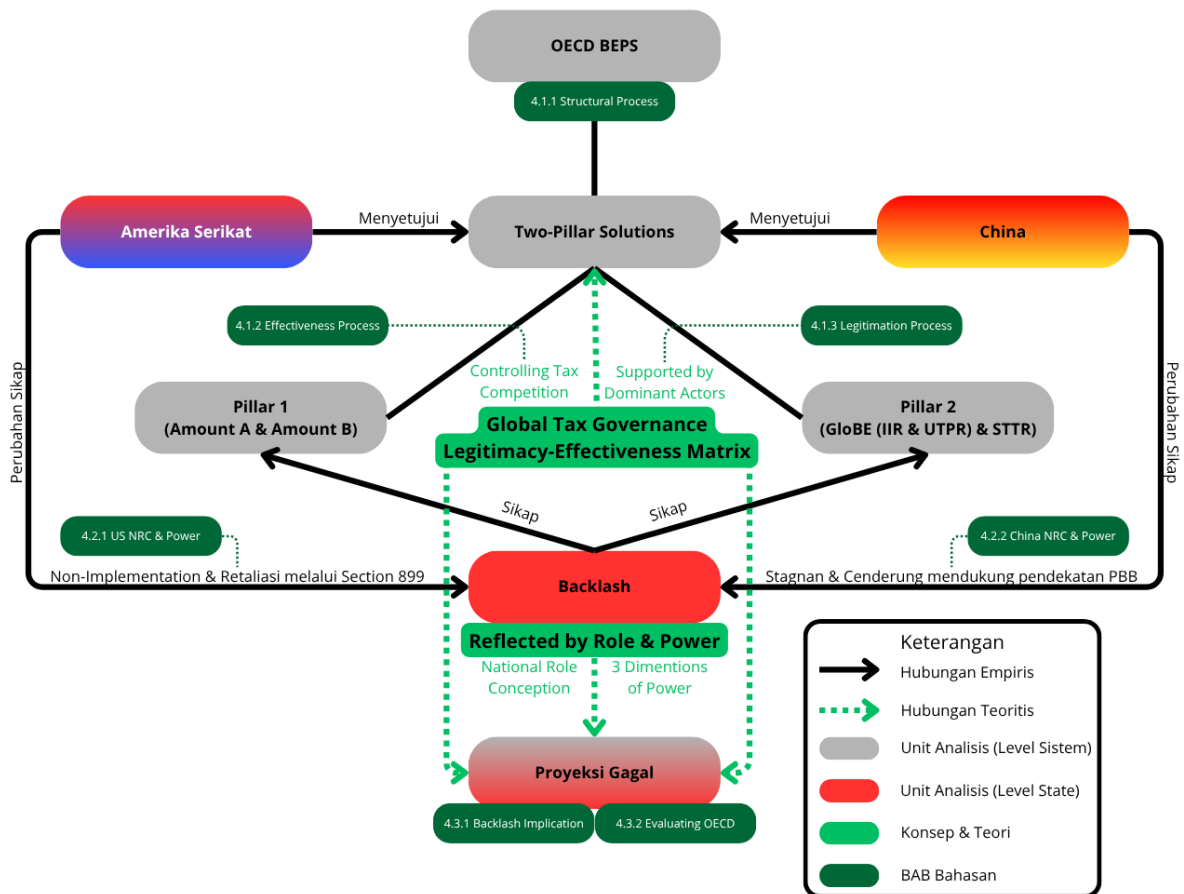 OECD BEPS
4.1.1 Structural Process
Amerika Serikat
Menyetujui
Two-Pillar Solutions
Menyetujui
China
4.1.2 Effectiveness Process
4.1.3 Legitimation Process
Controlling Tax
Competition
Supported by
Dominant Actors
Perubahan Sikap
Perubahan Sikap
Pillar 1
(Amount A & Amount B)
Global Tax Governance
Legitimacy-Effectiveness Matrix
Pillar 2
(GloBE (IIR & UTPR) & STTR)
Sikap
Sikap
4.2.1 US NRC & Power
4.2.2 China NRC & Power
Non-Implementation & Retaliasi melalui Section 899
Backlash
Stagnan & Cenderung mendukung pendekatan PBB
Reflected by Role & Power
National Role
Conception
3 Dimentions
of Power
Proyeksi Gagal
4.3.1 Backlash Implication
4.3.2 Evaluating OECD
Keterangan
Hubungan Empiris
Hubungan Teoritis
Unit Analisis (Level Sistem)
Unit Analisis (Level State)
Konsep & Teori
BAB Bahasan